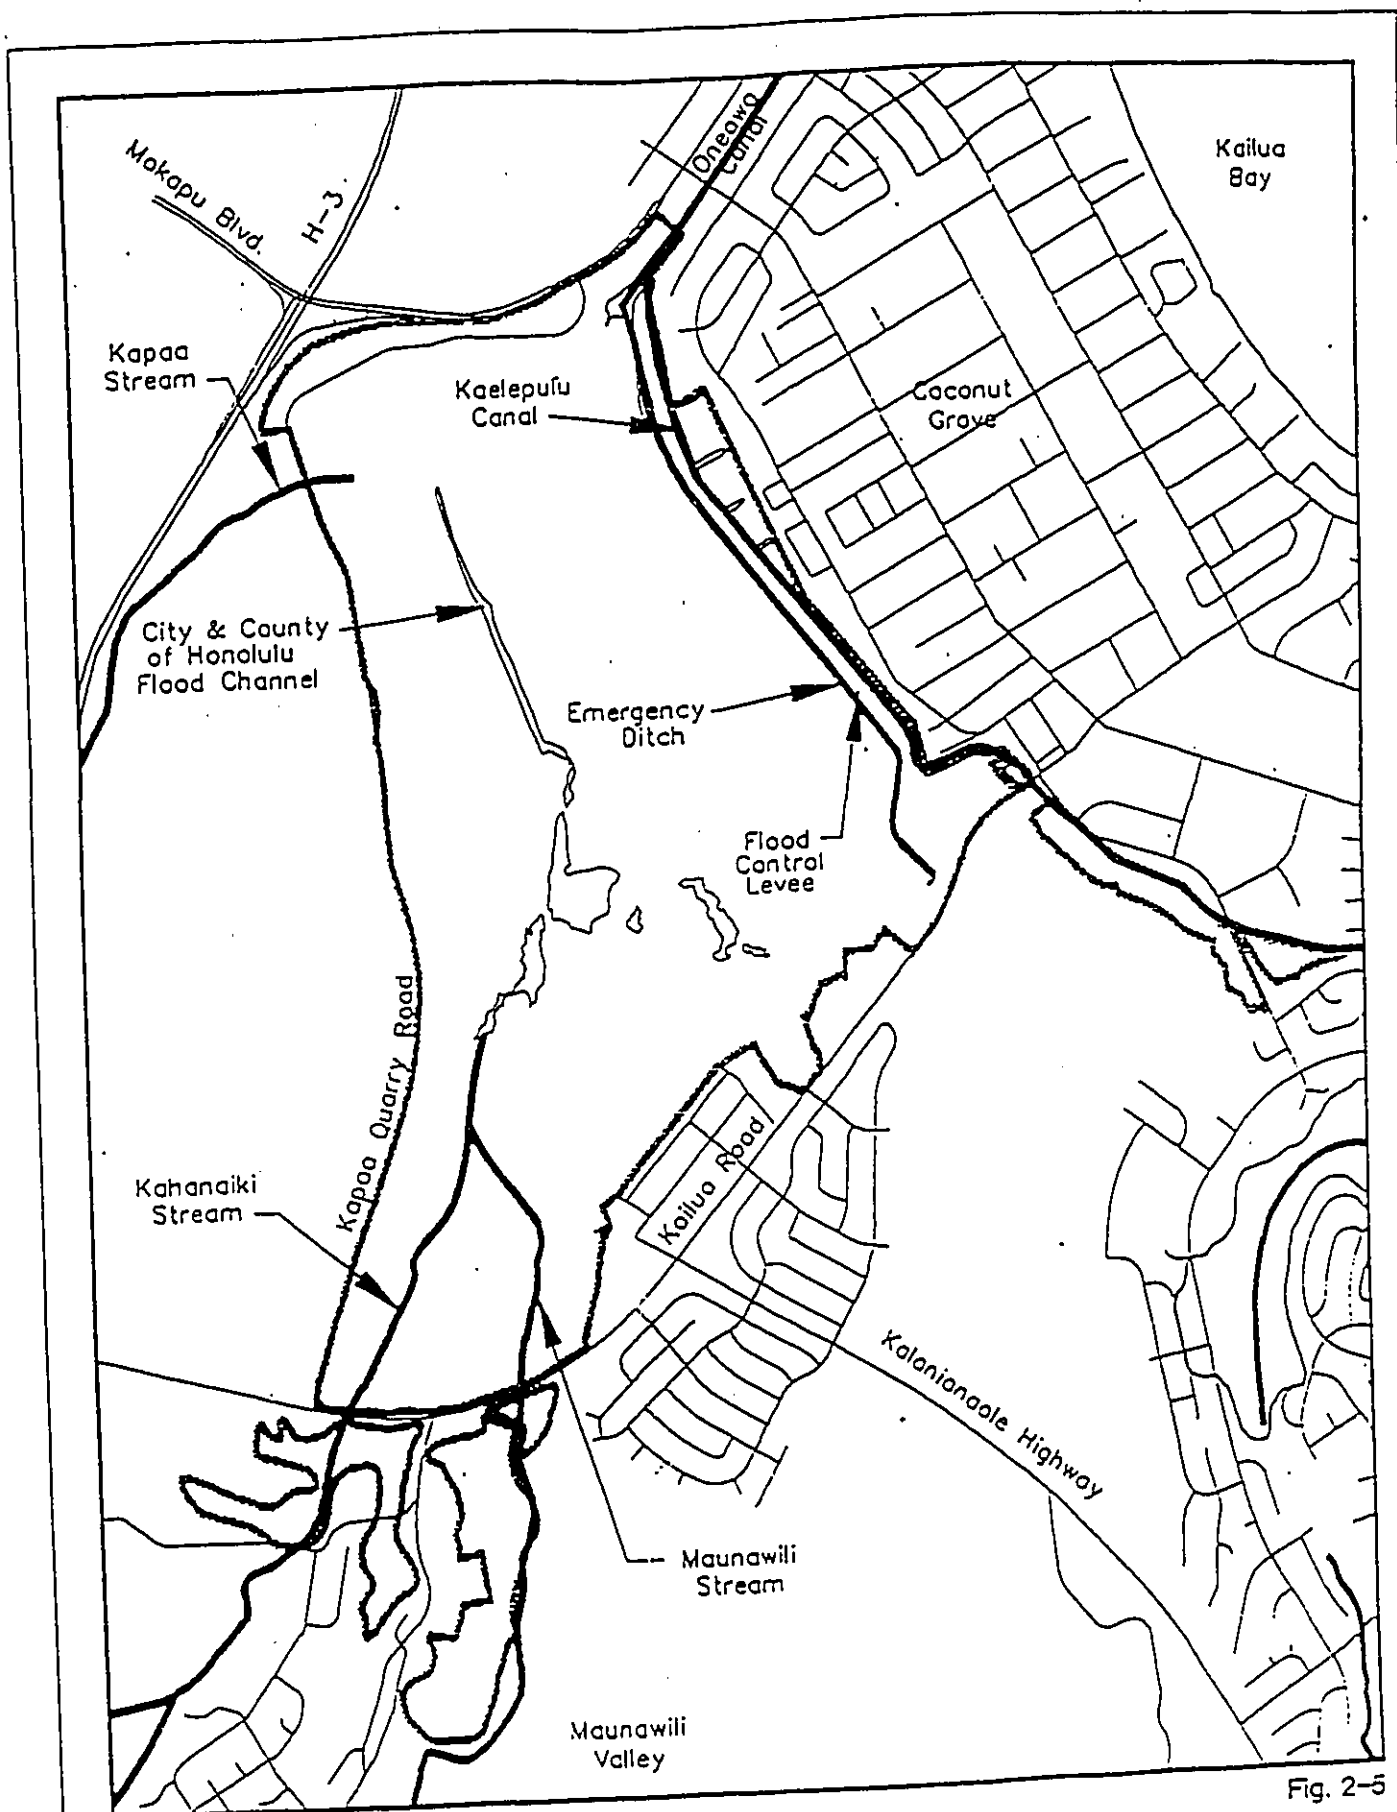 Oneawa
Canal
Kailua
Bay
Mokapu Blvd.
H-3
Kapaa
Stream
Kaelepulu
Canal
Coconut
Grove
City & County
of Honolulu
Flood Channel
Emergency
Ditch
Flood
Control
Levee
Kapaa Quarry Road
Kahanaiki
Stream
Kailua Road
Kalanianaole Highway
Maunawili
Stream
Maunawili
Valley
Fig. 2-5